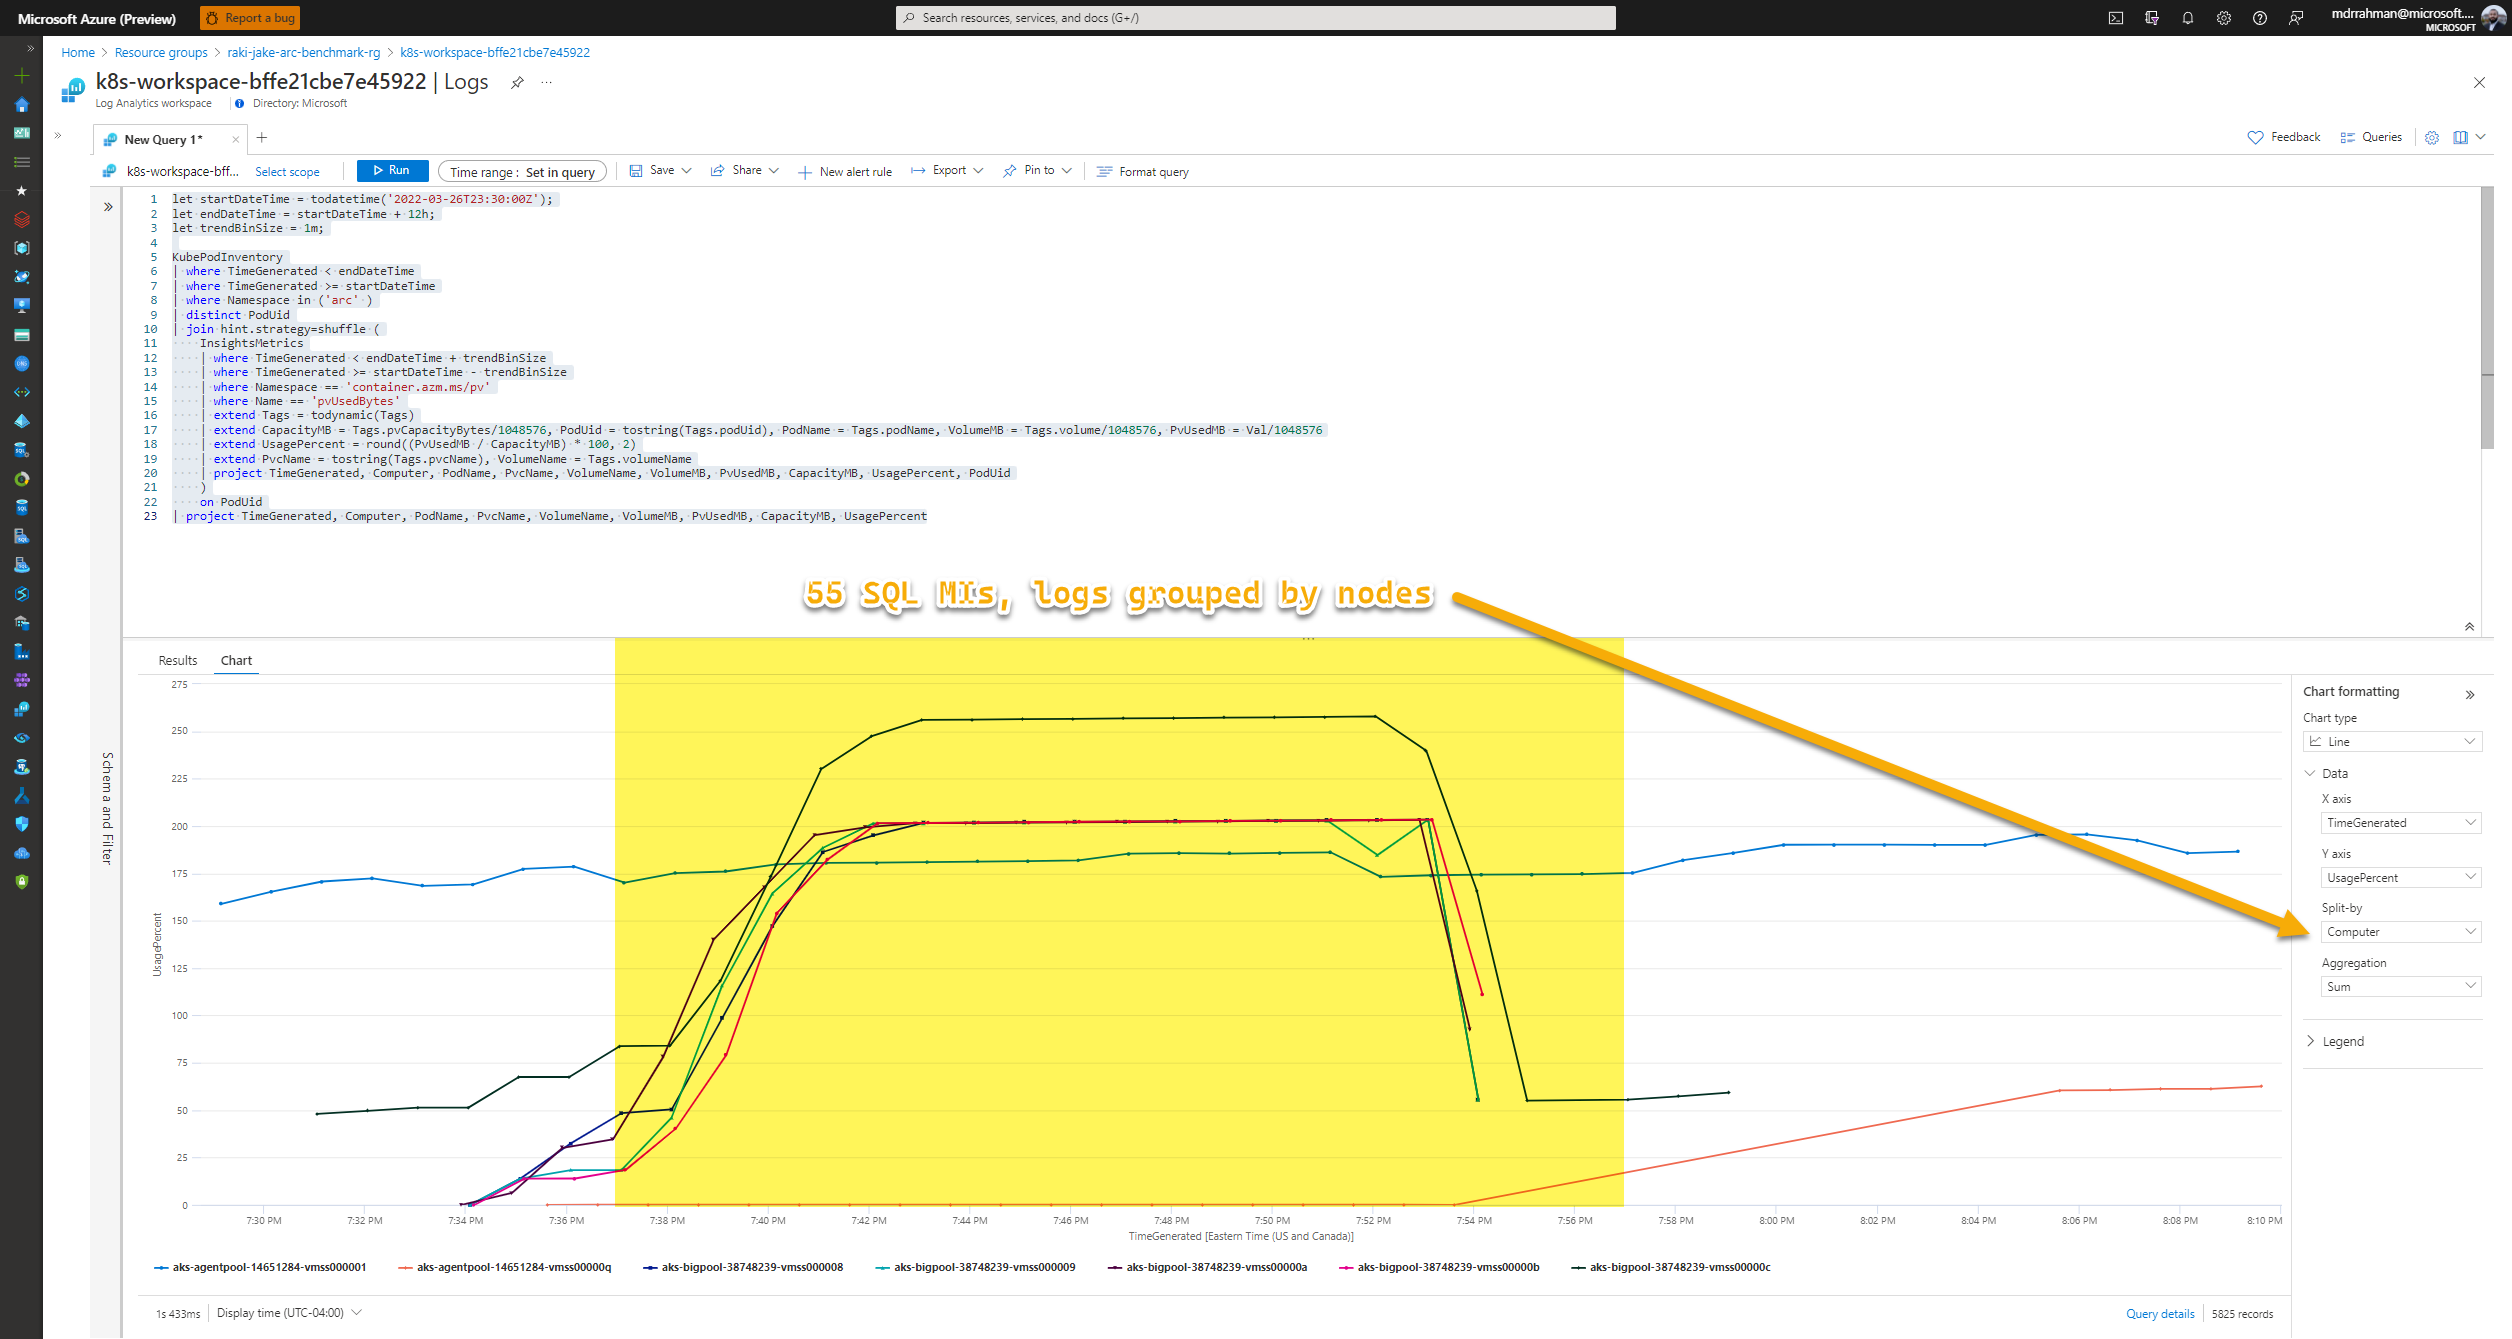 Microsoft Azure (Preview)
Report a bug
Search resources, services, and docs (G+/)
mdrrahman@microsoft....
MICROSOFT
Home > Resource groups > raki-jake-arc-benchmark-rg > k8s-workspace-bffe21cbe7e45922
k8s-workspace-bffe21cbe7e45922 | Logs
Log Analytics workspace
Directory: Microsoft
New Query 1*
Feedback
Queries
k8s-workspace-bff...
Select scope
Run
Time range : Set in query
Save
Share
New alert rule
Export
Pin to
Format query
1 let startDateTime = todatetime('2022-03-26T23:30:00Z');
2 let endDateTime = startDateTime + 12h;
3 let trendBinSize = 1m;
4
5 KubePodInventory
6 | where TimeGenerated < endDateTime
7 | where TimeGenerated >= startDateTime
8 | where Namespace in ('arc' )
9 | distinct PodUid
10 | join hint.strategy=shuffle (
11 InsightsMetrics
12 | where TimeGenerated < endDateTime + trendBinSize
13 | where TimeGenerated >= startDateTime - trendBinSize
14 | where Namespace == 'container.azm.ms/pv'
15 | where Name == 'pvUsedBytes'
16 | extend Tags = todynamic(Tags)
17 | extend CapacityMB = Tags.pvCapacityBytes/1048576, PodUid = tostring(Tags.podUid), PodName = Tags.podName, VolumeMB = Tags.volume/1048576, PvUsedMB = Val/1048576
18 | extend UsagePercent = round((PvUsedMB / CapacityMB) * 100, 2)
19 | extend PvcName = tostring(Tags.pvcName), VolumeName = Tags.volumeName
20 | project TimeGenerated, Computer, PodName, PvcName, VolumeName, VolumeMB, PvUsedMB, CapacityMB, UsagePercent, PodUid
21 )
22 on PodUid
23 | project TimeGenerated, Computer, PodName, PvcName, VolumeName, VolumeMB, PvUsedMB, CapacityMB, UsagePercent
55 SQL MIs, logs grouped by nodes
Schema and Filter
Results
Chart
275
250
225
200
175
150
125
100
75
50
25
0
UsagePercent
7:30 PM
7:32 PM
7:34 PM
7:36 PM
7:38 PM
7:40 PM
7:42 PM
7:44 PM
7:46 PM
7:48 PM
7:50 PM
7:52 PM
7:54 PM
7:56 PM
7:58 PM
8:00 PM
8:02 PM
8:04 PM
8:06 PM
8:08 PM
8:10 PM
TimeGenerated [Eastern Time (US and Canada)]
aks-agentpool-14651284-vmss000001
aks-agentpool-14651284-vmss00000q
aks-bigpool-38748239-vmss000008
aks-bigpool-38748239-vmss000009
aks-bigpool-38748239-vmss00000a
aks-bigpool-38748239-vmss00000b
aks-bigpool-38748239-vmss00000c
Chart formatting
Chart type
Line
Data
X axis
TimeGenerated
Y axis
UsagePercent
Split-by
Computer
Aggregation
Sum
Legend
1s 433ms
Display time (UTC-04:00)
Query details
5825 records